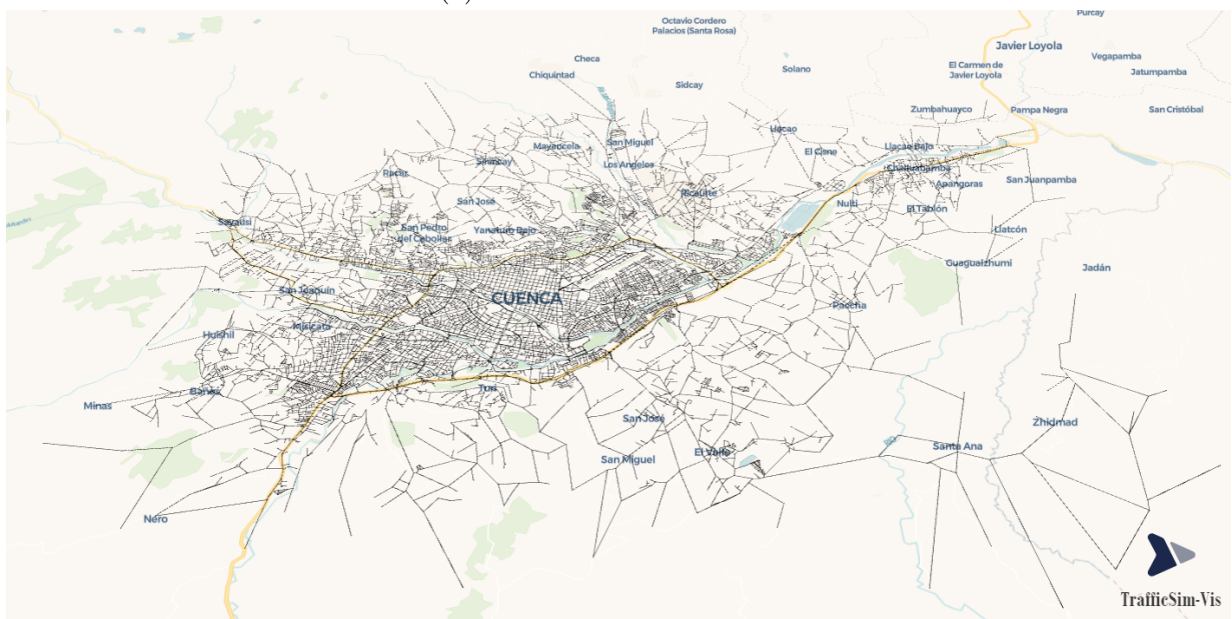 Octavio Cordero
Palacios (Santa Rosa)
Purcay
Javier Loyola
Checa
Vegapamba
Chiquintad
Solano
El Carmen de
Javier Loyola
Jatumpamba
Sidcay
Zumbahuayco
Pampa Negra
San Cristóbal
Llacao
Mayancela
San Miguel
El Cisne
Llacao Bajo
Sinincay
Los Angeles
Challuabamba
Racar
Apangoras
San Juanpamba
Ricaurte
San José
Nulti
El Tablón
Sayausí
San Pedro
del Cebollar
Yanaturo Bajo
Llatcón
Guagualzhumi
Jadán
San Joaquín
CUENCA
Paccha
Misicata
Huishil
Turi
Baños
Minas
San José
Zhidmad
Santa Ana
San Miguel
El Valle
Nero
TrafficSim-Vis